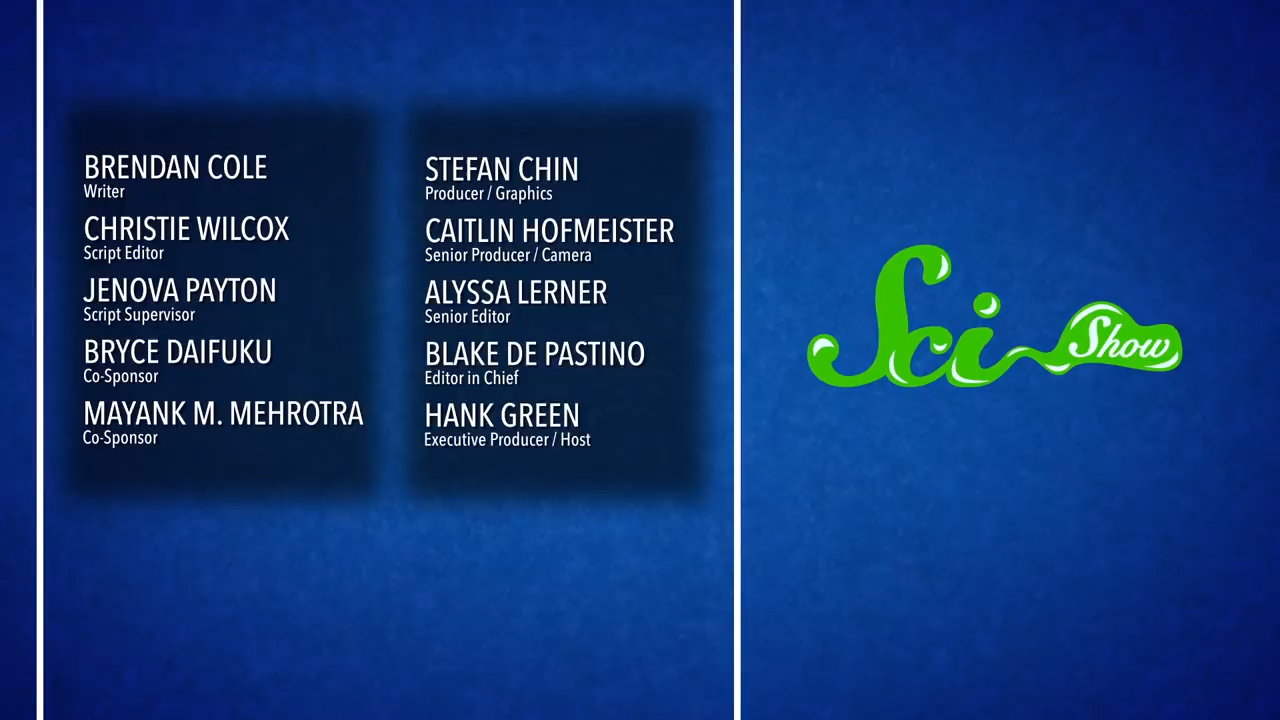 BRENDAN COLE
Writer
CHRISTIE WILCOX
Script Editor
JENOVA PAYTON
Script Supervisor
BRYCE DAIFUKU
Co-Sponsor
MAYANK M. MEHROTRA
Co-Sponsor
STEFAN CHIN
Producer / Graphics
CAITLIN HOFMEISTER
Senior Producer / Camera
ALYSSA LERNER
Senior Editor
BLAKE DE PASTINO
Editor in Chief
HANK GREEN
Executive Producer / Host
Sci Show